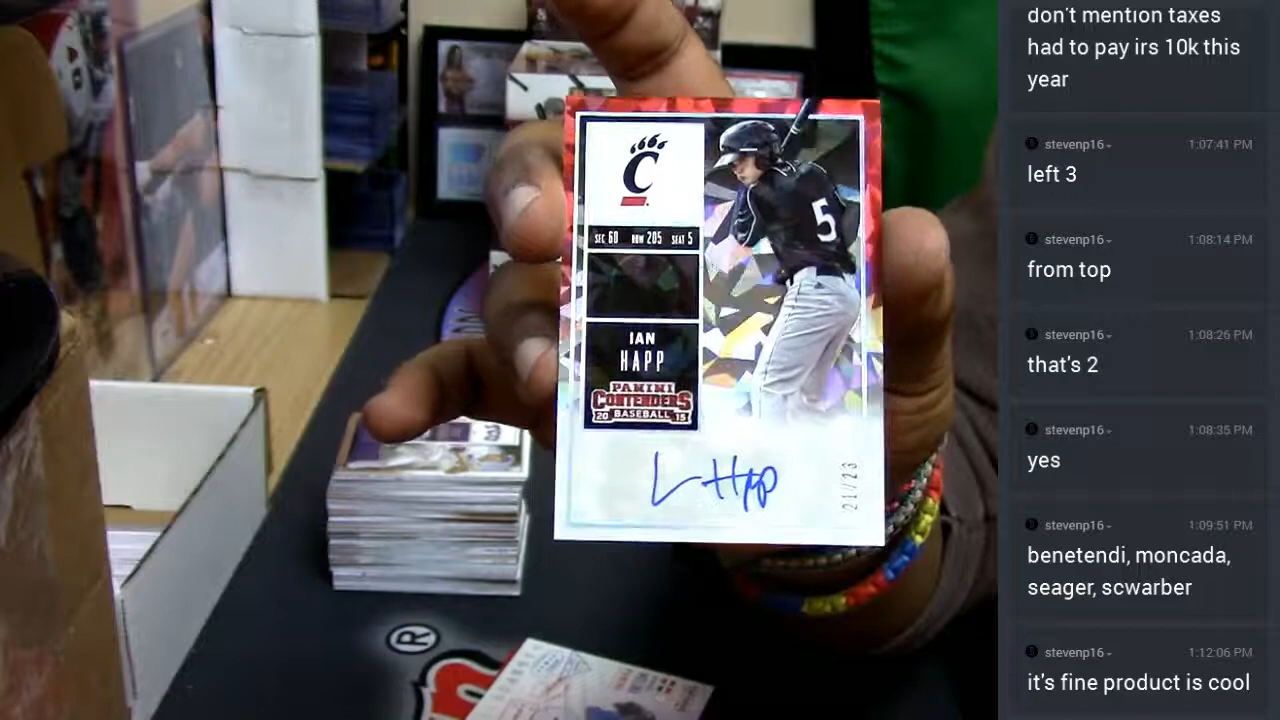 C
SEC 60 ROW 205 SEAT 5
5
IAN
HAPP
PANINI
CONTENDERS
20 BASEBALL 15
21/23
®
don't mention taxes
had to pay irs 10k this
year
stevenp16 1:07:41 PM
left 3
stevenp16 1:08:14 PM
from top
stevenp16 1:08:26 PM
that's 2
stevenp16 1:08:35 PM
yes
stevenp16 1:09:51 PM
benetendi, moncada,
seager, scwarber
stevenp16 1:12:06 PM
it's fine product is cool